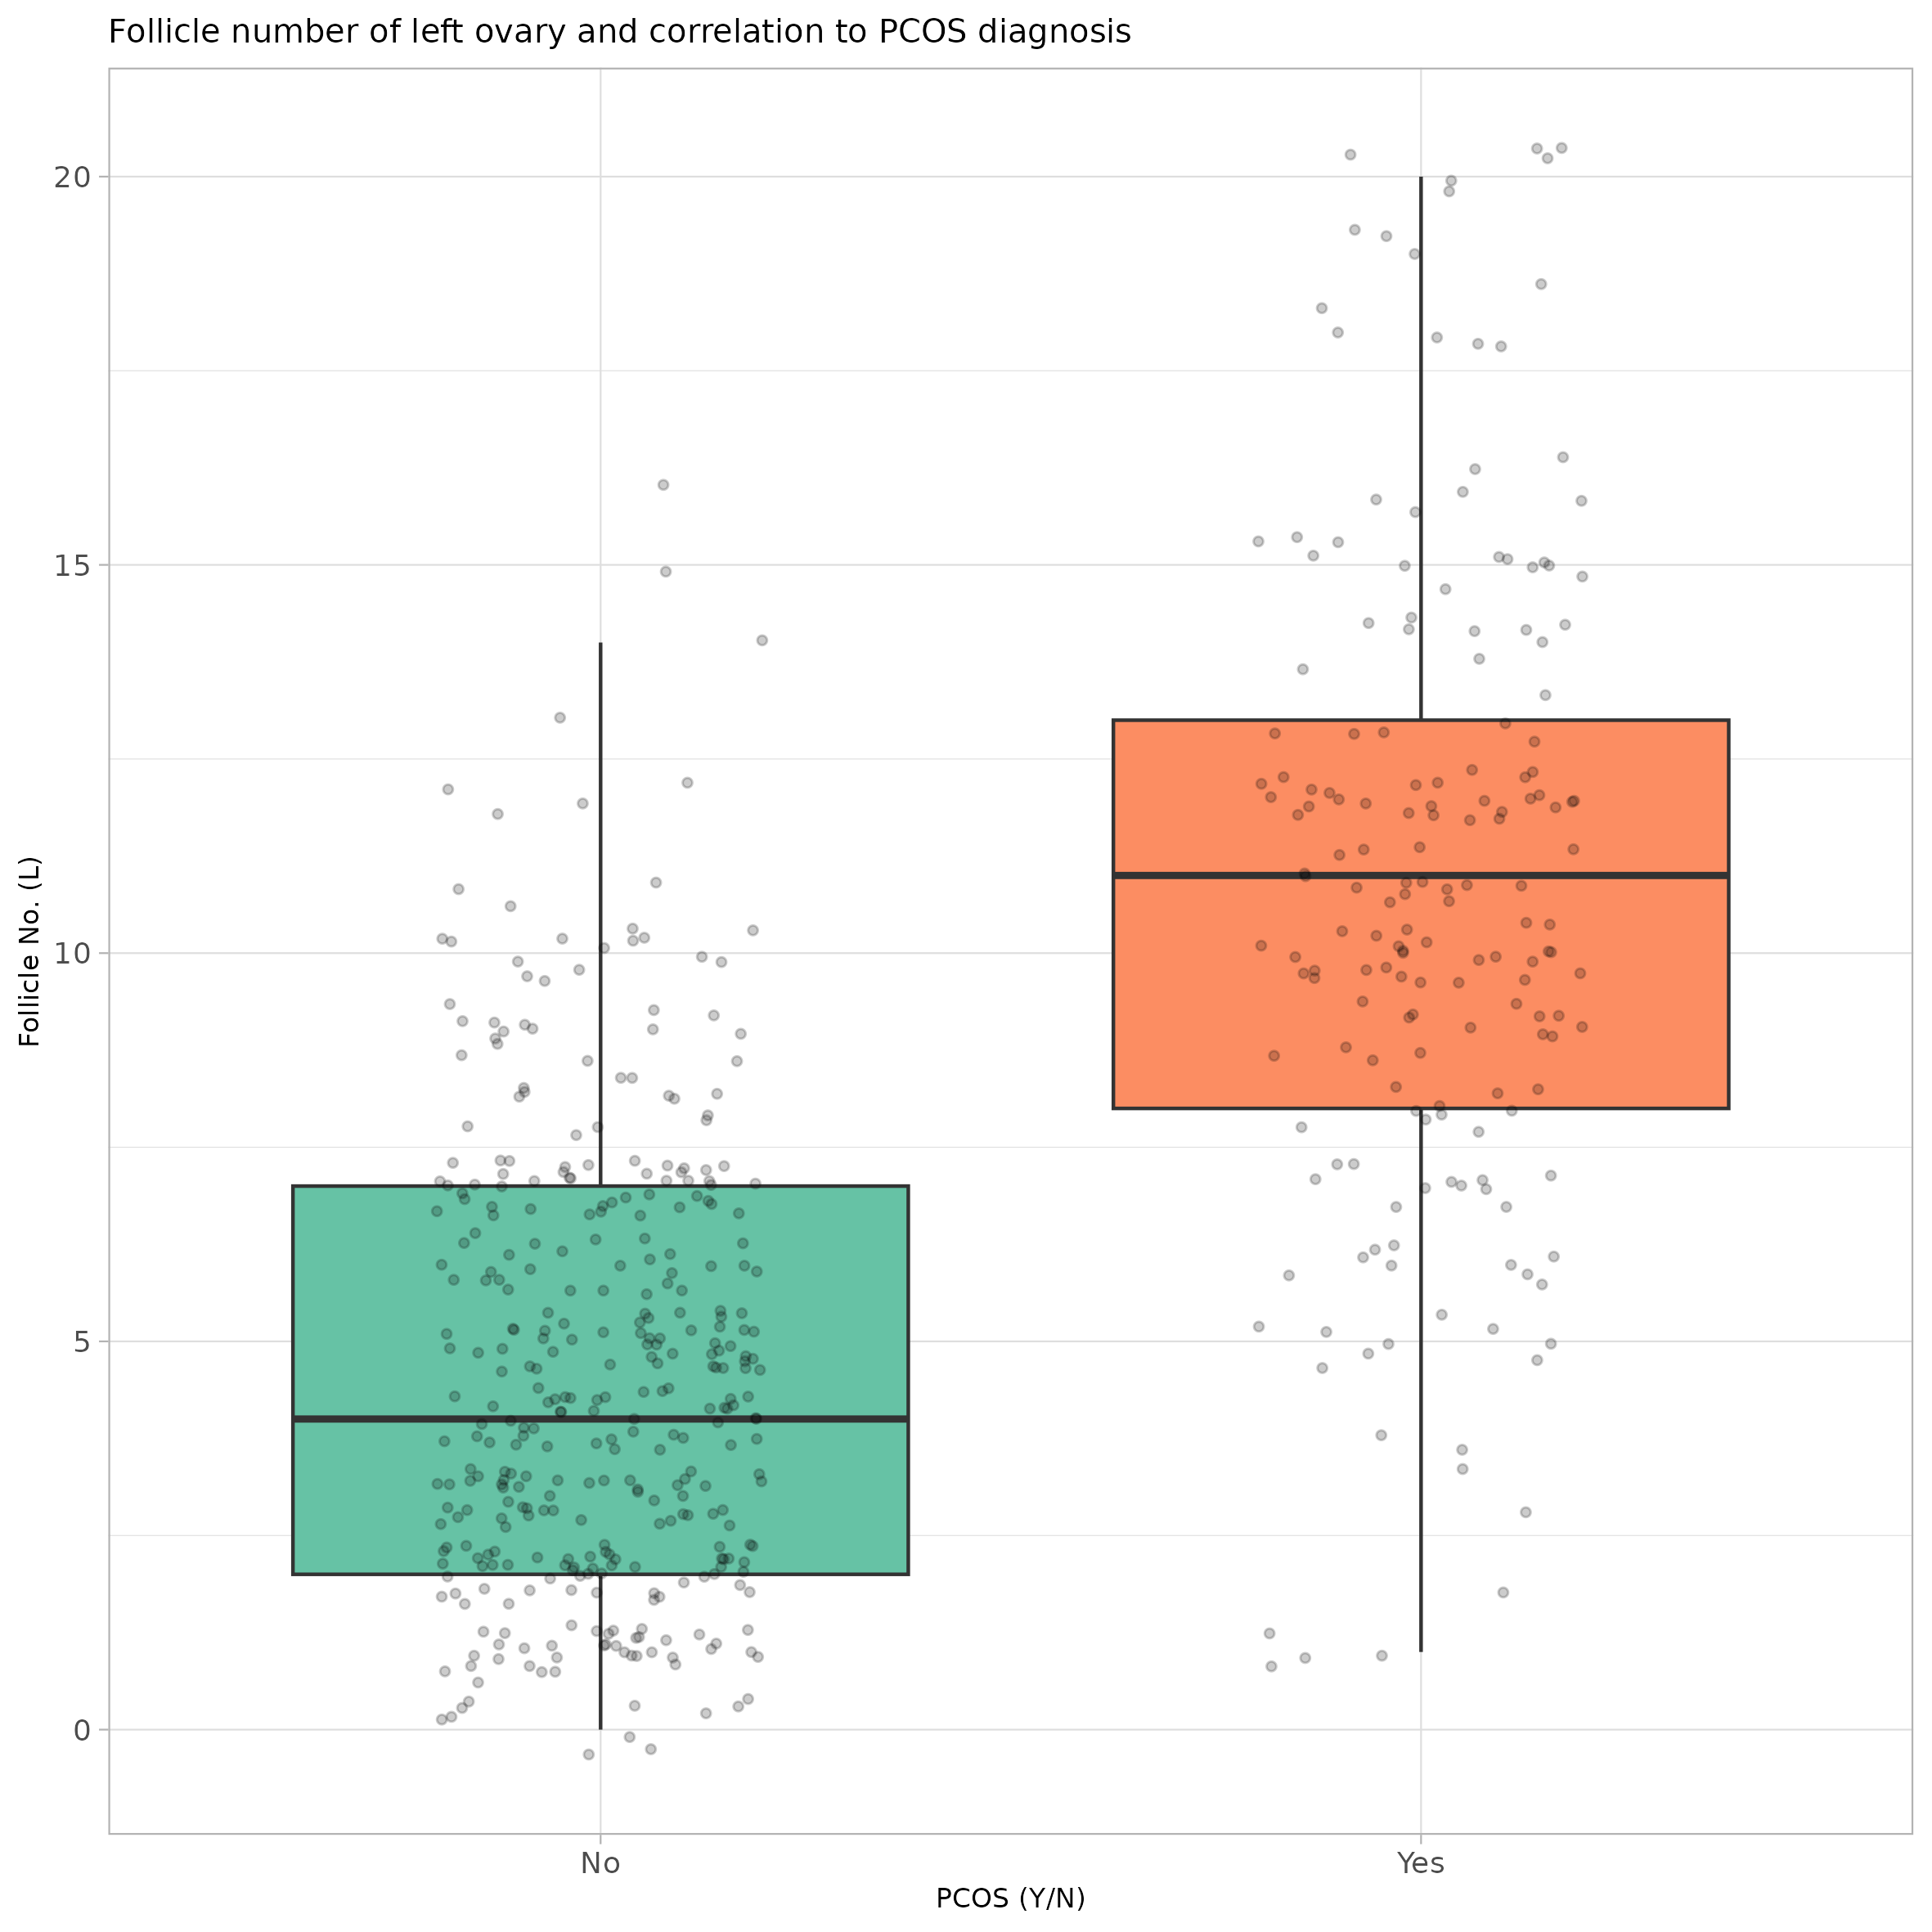 Follicle number of left ovary and correlation to PCOS diagnosis
Follicle No. (L)
20
15
10
5
0
No
Yes
PCOS (Y/N)